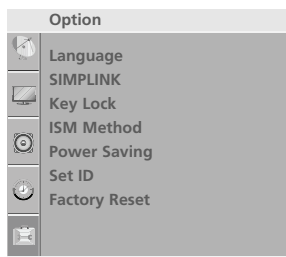 Option
Language
SIMPLINK
Key Lock
ISM Method
Power Saving
Set ID
Factory Reset